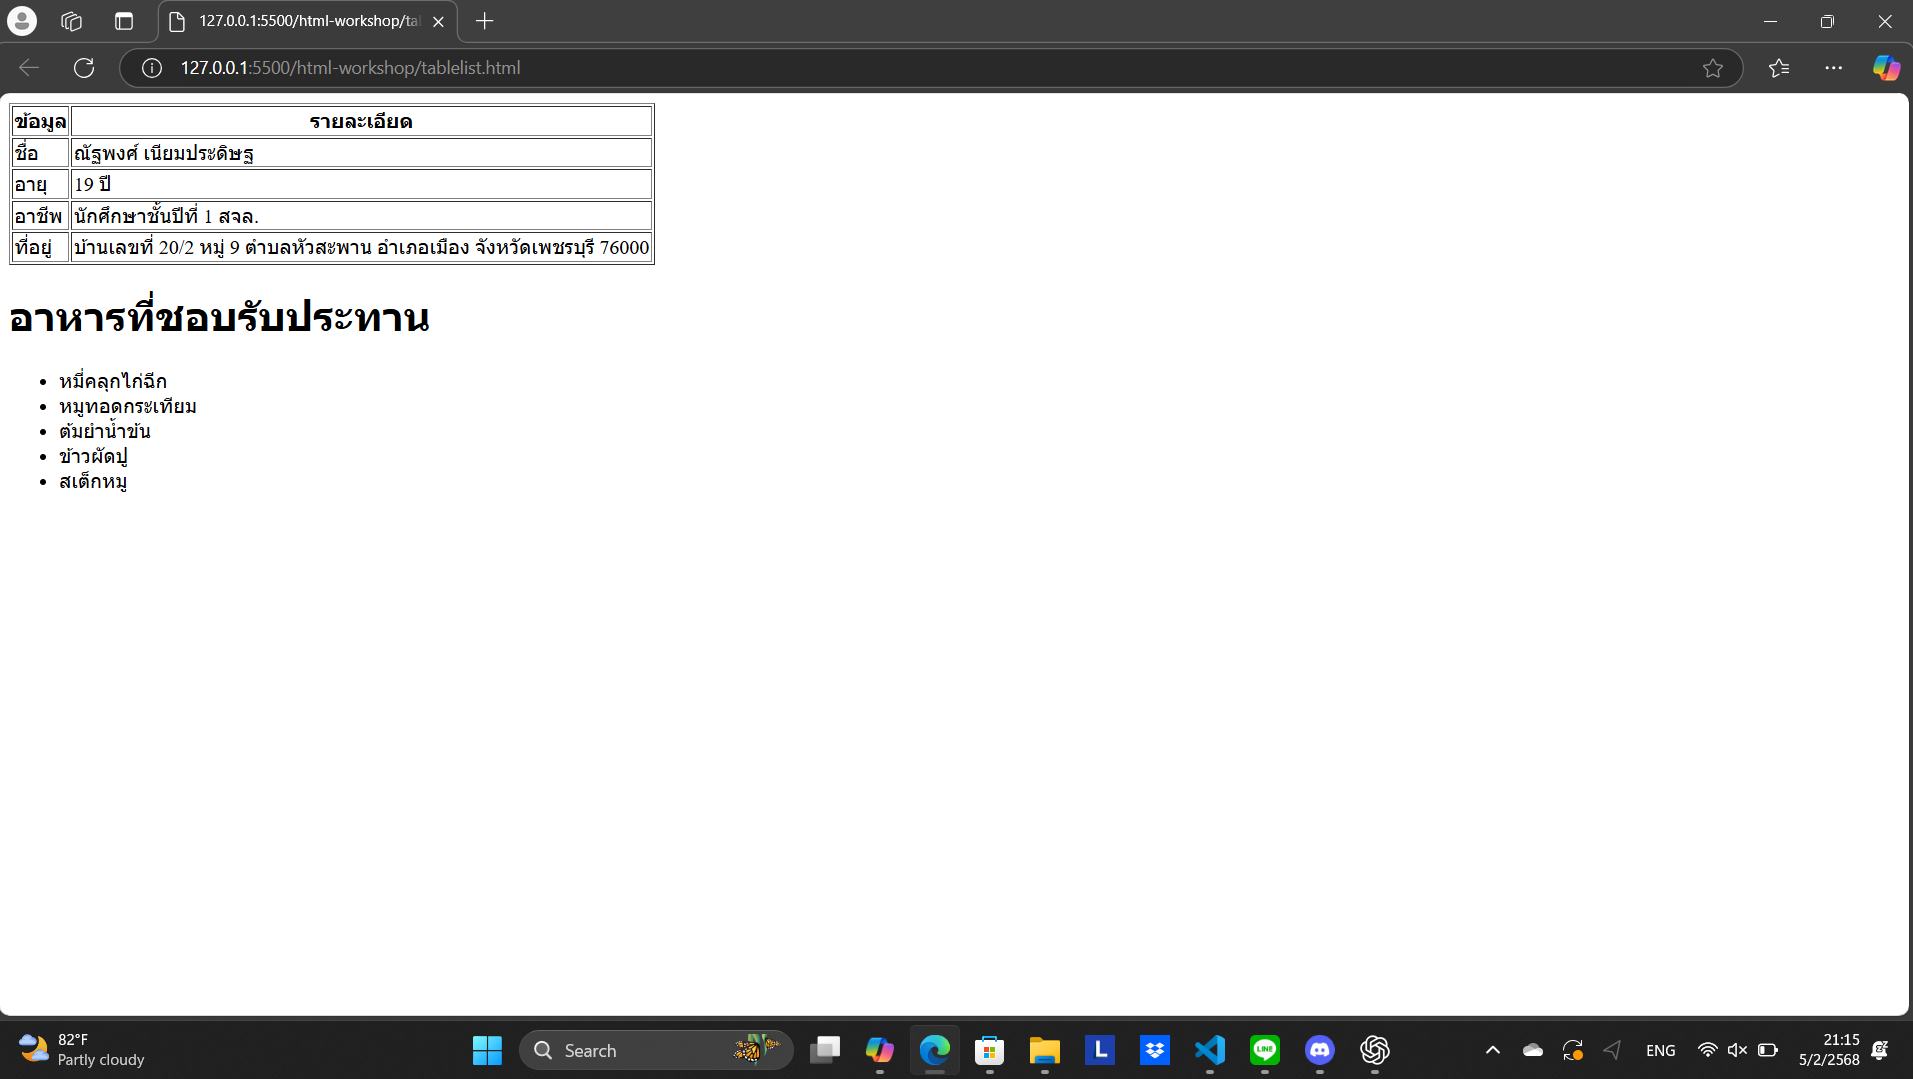 127.0.0.1:5500/html-workshop/ta
127.0.0.1:5500/html-workshop/tablelist.html
ข้อมูล รายละเอียด
ชื่อ ณัฐพงศ์ เนียมประดิษฐ
อายุ 19 ปี
อาชีพ นักศึกษาชั้นปีที่ 1 สจล.
ที่อยู่ บ้านเลขที่ 20/2 หมู่ 9 ตำบลหัวสะพาน อำเภอเมือง จังหวัดเพชรบุรี 76000
อาหารที่ชอบรับประทาน
หมี่คลุกไก่ฉีก
หมูทอดกระเทียม
ต้มยำน้ำข้น
ข้าวผัดปู
สเต็กหมู
82°F
Partly cloudy
Search
L
LINE
ENG
21:15
5/2/2568